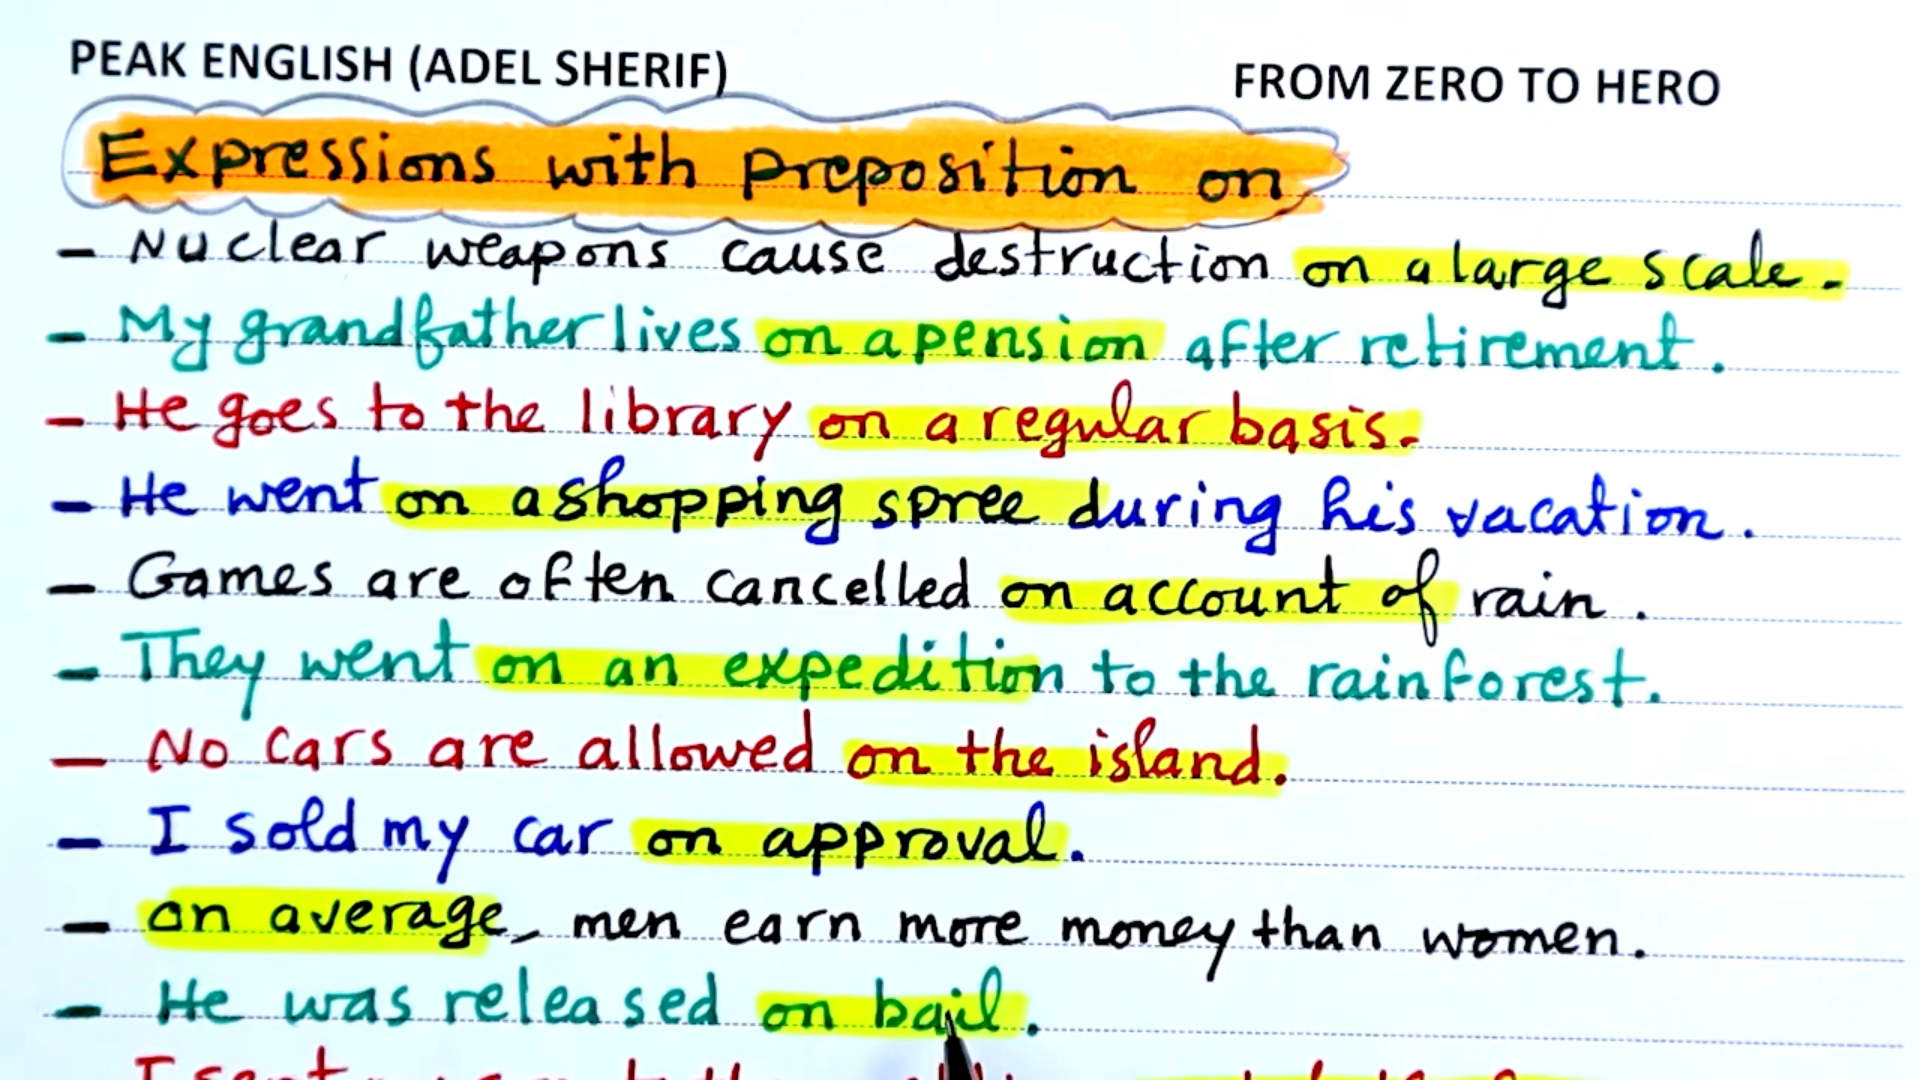 PEAK ENGLISH (ADEL SHERIF) FROM ZERO TO HERO
Expressions with preposition on
- Nuclear weapons cause destruction on a large scale.
- My grandfather lives on a pension after retirement.
- He goes to the library on a regular basis.
- He went on a shopping spree during his vacation.
- Games are often cancelled on account of rain.
- They went on an expedition to the rainforest.
- No cars are allowed on the island.
- I sold my car on approval.
- on average, men earn more money than women.
- He was released on bail.